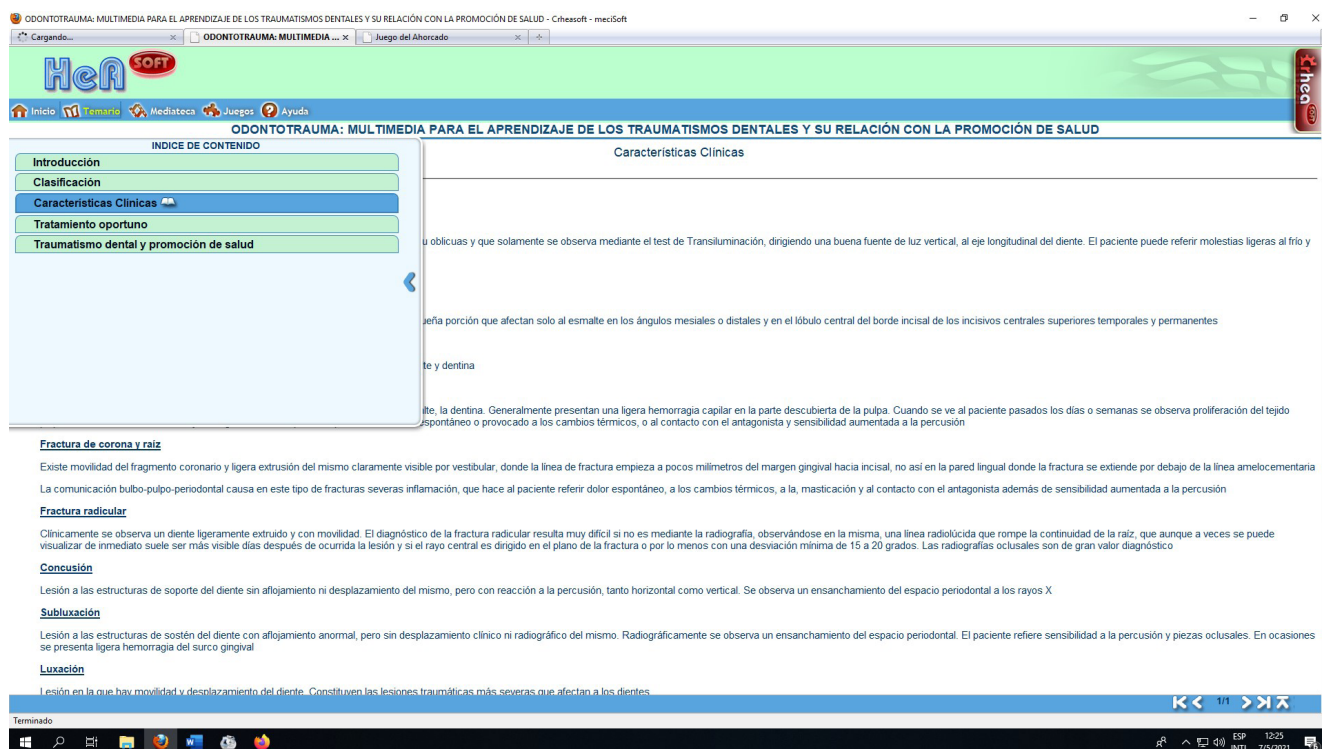 ODONTOTRAUMA: MULTIMEDIA PARA EL APRENDIZAJE DE LOS TRAUMATISMOS DENTALES Y SU RELACIÓN CON LA PROMOCIÓN DE SALUD - Crheasoft - meciSoft
Cargando...
ODONTOTRAUMA: MULTIMEDIA ...
Juego del Ahorcado
HeA SOFT
Crhea
Inicio Temario Mediateca Juegos Ayuda
ODONTOTRAUMA: MULTIMEDIA PARA EL APRENDIZAJE DE LOS TRAUMATISMOS DENTALES Y SU RELACIÓN CON LA PROMOCIÓN DE SALUD
INDICE DE CONTENIDO
Introducción
Clasificación
Características Clínicas
Tratamiento oportuno
Traumatismo dental y promoción de salud
Características Clínicas
u oblicuas y que solamente se observa mediante el test de Transiluminación, dirigiendo una buena fuente de luz vertical, al eje longitudinal del diente. El paciente puede referir molestias ligeras al frío y
ueña porción que afectan solo al esmalte en los ángulos mesiales o distales y en el lóbulo central del borde incisal de los incisivos centrales superiores temporales y permanentes
te y dentina
lte, la dentina. Generalmente presentan una ligera hemorragia capilar en la parte descubierta de la pulpa. Cuando se ve al paciente pasados los días o semanas se observa proliferación del tejido
espontáneo o provocado a los cambios térmicos, o al contacto con el antagonista y sensibilidad aumentada a la percusión
Fractura de corona y raíz
Existe movilidad del fragmento coronario y ligera extrusión del mismo claramente visible por vestibular, donde la línea de fractura empieza a pocos milímetros del margen gingival hacia incisal, no así en la pared lingual donde la fractura se extiende por debajo de la línea amelocementaria
La comunicación bulbo-pulpo-periodontal causa en este tipo de fracturas severas inflamación, que hace al paciente referir dolor espontáneo, a los cambios térmicos, a la, masticación y al contacto con el antagonista además de sensibilidad aumentada a la percusión
Fractura radicular
Clínicamente se observa un diente ligeramente extruido y con movilidad. El diagnóstico de la fractura radicular resulta muy difícil si no es mediante la radiografía, observándose en la misma, una línea radiolúcida que rompe la continuidad de la raíz, que aunque a veces se puede
visualizar de inmediato suele ser más visible días después de ocurrida la lesión y si el rayo central es dirigido en el plano de la fractura o por lo menos con una desviación mínima de 15 a 20 grados. Las radiografías oclusales son de gran valor diagnóstico
Concusión
Lesión a las estructuras de soporte del diente sin aflojamiento ni desplazamiento del mismo, pero con reacción a la percusión, tanto horizontal como vertical. Se observa un ensanchamiento del espacio periodontal a los rayos X
Subluxación
Lesión a las estructuras de sostén del diente con aflojamiento anormal, pero sin desplazamiento clínico ni radiográfico del mismo. Radiográficamente se observa un ensanchamiento del espacio periodontal. El paciente refiere sensibilidad a la percusión y piezas oclusales. En ocasiones
se presenta ligera hemorragia del surco gingival
Luxación
Lesión en la que hay movilidad y desplazamiento del diente. Constituyen las lesiones traumáticas más severas que afectan a los dientes
1/1
Terminado
ESP
INTL
12:25
7/5/2021